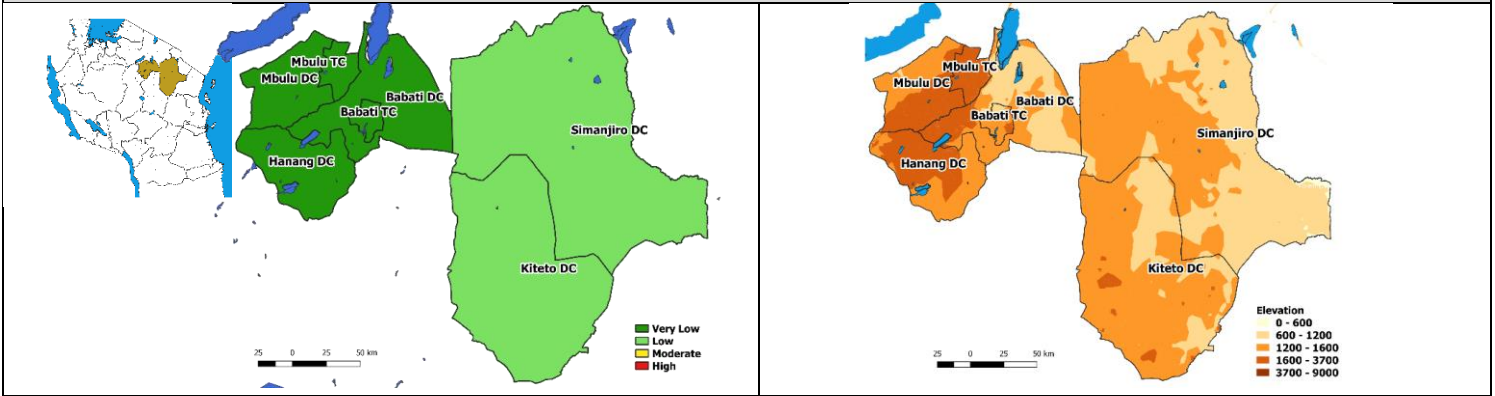 Mbulu TC
Mbulu DC
Babati DC
Babati TC
Simanjiro DC
Hanang DC
Kiteto DC
Very Low
Low
Moderate
High
25 0 25 50 km
Mbulu TC
Mbulu DC
Babati DC
Babati TC
Simanjiro DC
Hanang DC
Kiteto DC
Elevation
0 - 600
600 - 1200
1200 - 1600
1600 - 3700
3700 - 9000
25 0 25 50 km